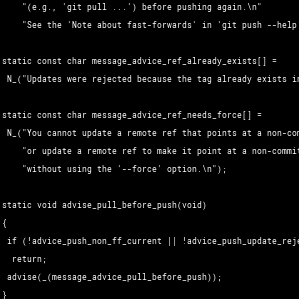 "(e.g., 'git pull ...') before pushing again.\n"
"See the 'Note about fast-forwards' in 'git push --help
static const char message_advice_ref_already_exists[] =
N_("Updates were rejected because the tag already exists in
static const char message_advice_ref_needs_force[] =
N_("You cannot update a remote ref that points at a non-com
"or update a remote ref to make it point at a non-commit
"without using the '--force' option.\n");
static void advise_pull_before_push(void)
{
if (!advice_push_non_ff_current || !advice_push_update_reje
return;
advise(_(message_advice_pull_before_push));
}